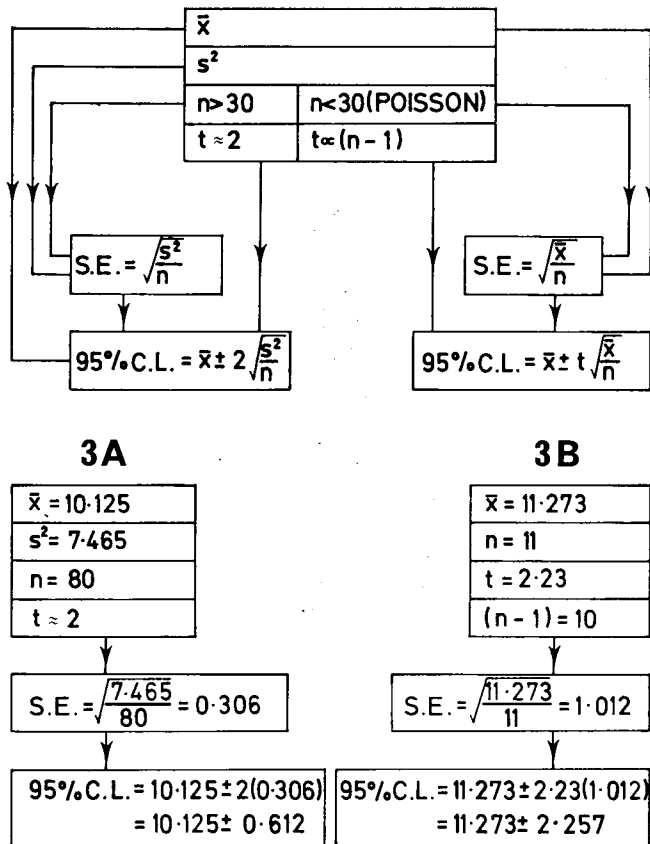 x̄
s²
n>30 n<30(POISSON)
t ≈ 2 t∝(n-1)
S.E.= √s²/n
S.E.= √x̄/n
95% C.L. = x̄ ± 2√s²/n
95% C.L. = x̄ ± t√x̄/n
3A
3B
x̄ = 10·125
s² = 7·465
n = 80
t ≈ 2
x̄ = 11·273
n = 11
t = 2·23
(n - 1) = 10
S.E. = √7·465/80 = 0·306
S.E. = √11·273/11 = 1·012
95% C.L. = 10·125 ± 2(0·306)
= 10·125 ± 0·612
95% C.L. = 11·273 ± 2·23(1·012)
= 11·273 ± 2·257